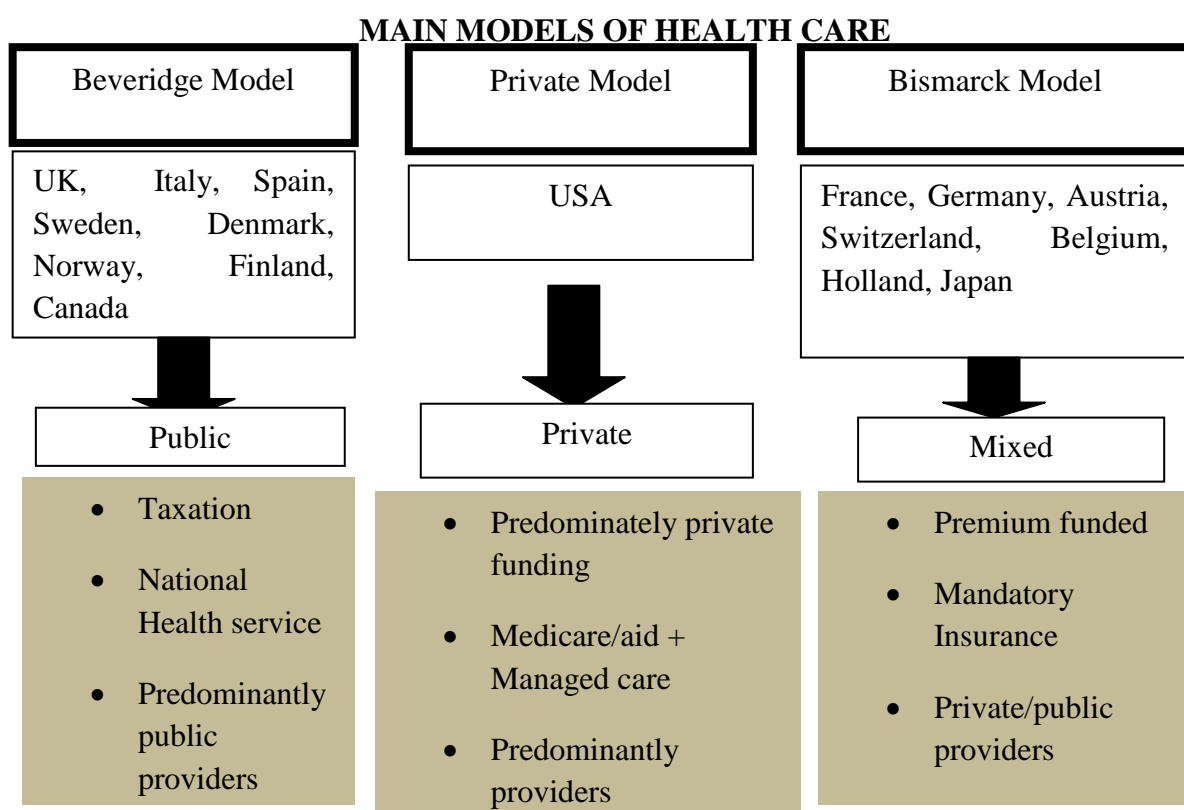 MAIN MODELS OF HEALTH CARE
Beveridge Model
UK, Italy, Spain,
Sweden, Denmark,
Norway, Finland,
Canada
Public
• Taxation
• National
Health service
• Predominantly
public
providers
Private Model
USA
Private
• Predominately private
funding
• Medicare/aid +
Managed care
• Predominantly
providers
Bismarck Model
France, Germany, Austria,
Switzerland, Belgium,
Holland, Japan
Mixed
• Premium funded
• Mandatory
Insurance
• Private/public
providers